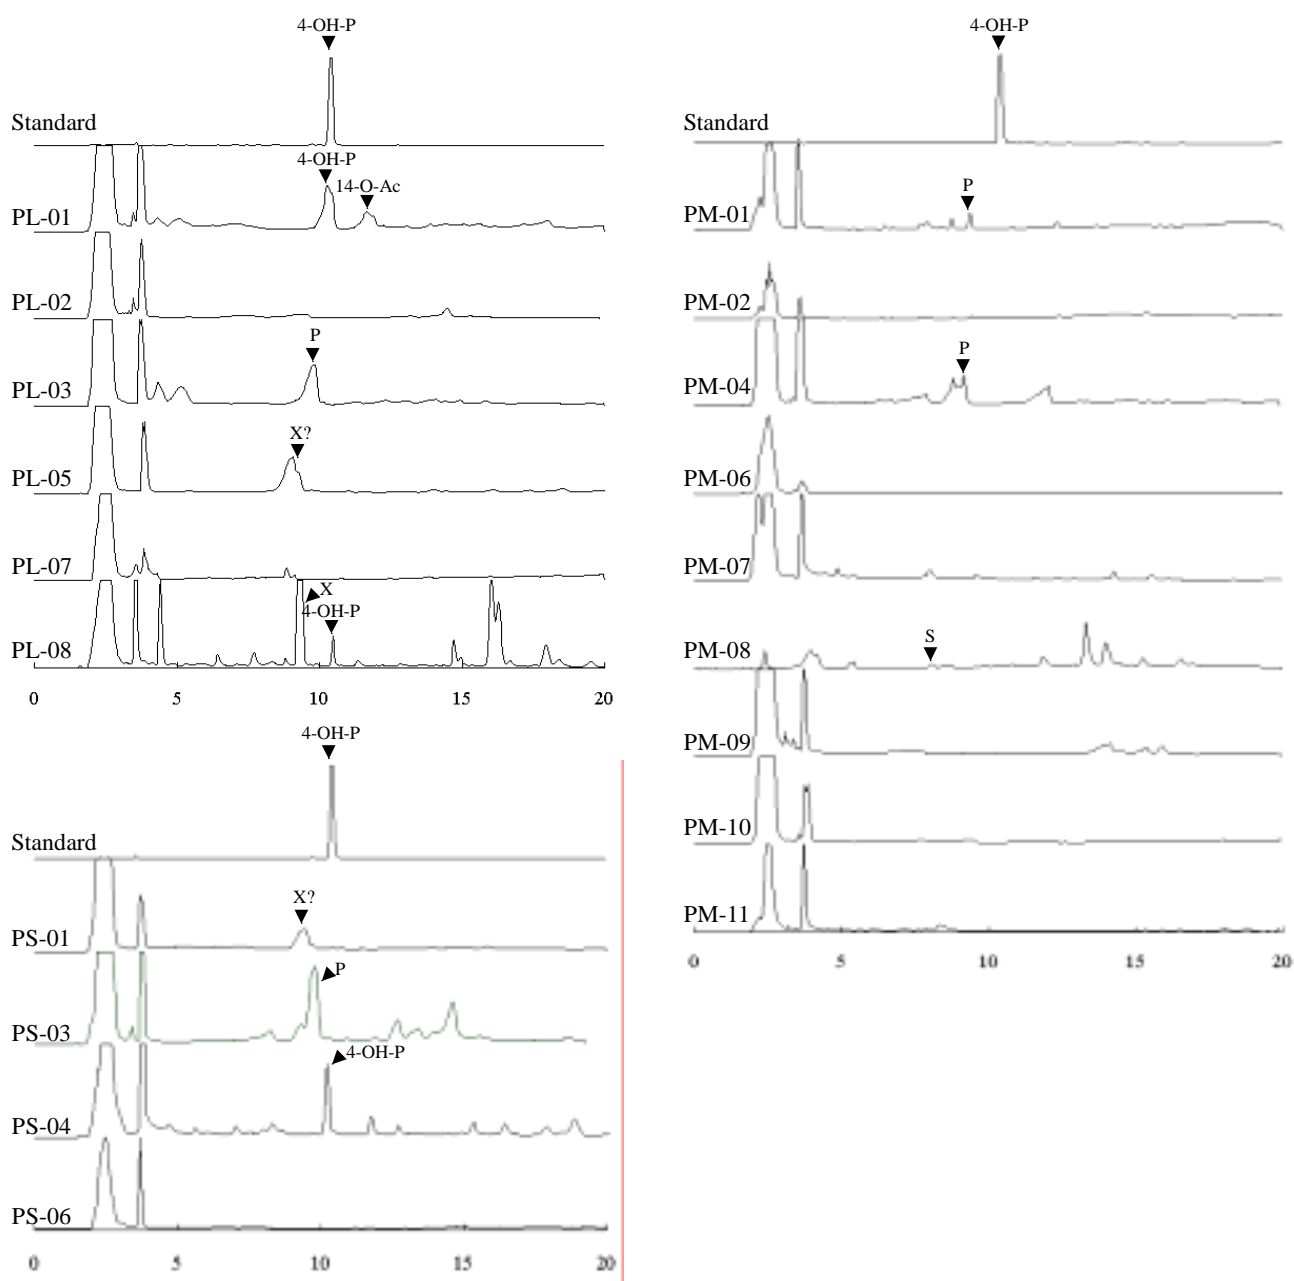 4-OH-P
Standard
4-OH-P
14-O-Ac
PL-01
PL-02
P
PL-03
X?
PL-05
PL-07
X
4-OH-P
PL-08
0 5 10 15 20
4-OH-P
Standard
X?
PS-01
P
PS-03
4-OH-P
PS-04
PS-06
0 5 10 15 20
4-OH-P
Standard
P
PM-01
PM-02
P
PM-04
PM-06
PM-07
S
PM-08
PM-09
PM-10
PM-11
0 5 10 15 20